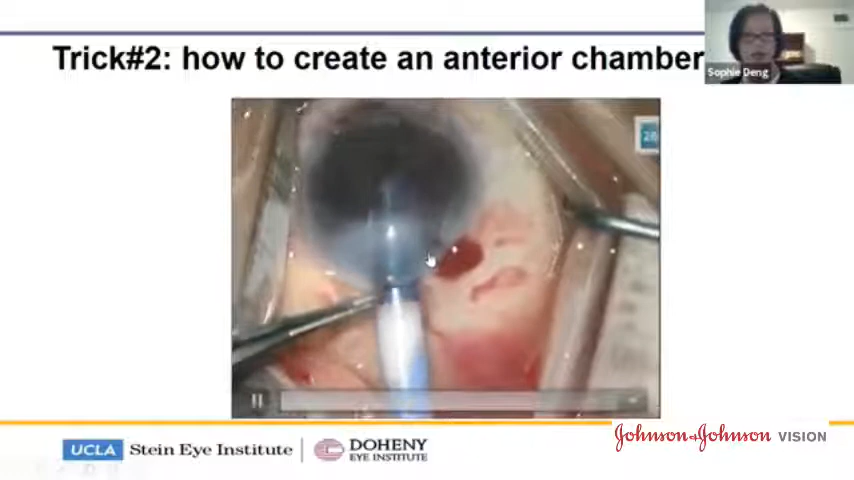 Trick#2: how to create an anterior chamber
Sophie Deng
28
UCLA Stein Eye Institute
DOHENY
EYE INSTITUTE
Johnson+Johnson VISION